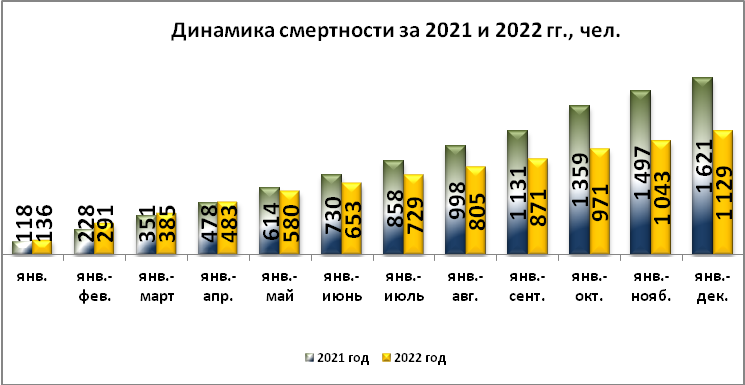 Динамика смертности за 2021 и 2022 гг., чел.
118 136 228 291 351 385 478 483 614 580 730 653 858 729 998 805 1 131 871 1 359 971 1 497 1 043 1 621 1 129
янв. янв.- янв.- янв.- янв.- янв.- янв.- янв.- янв.- янв.- янв.- янв.-
фев. март апр. май июнь июль авг. сент. окт. нояб. дек.
2021 год 2022 год